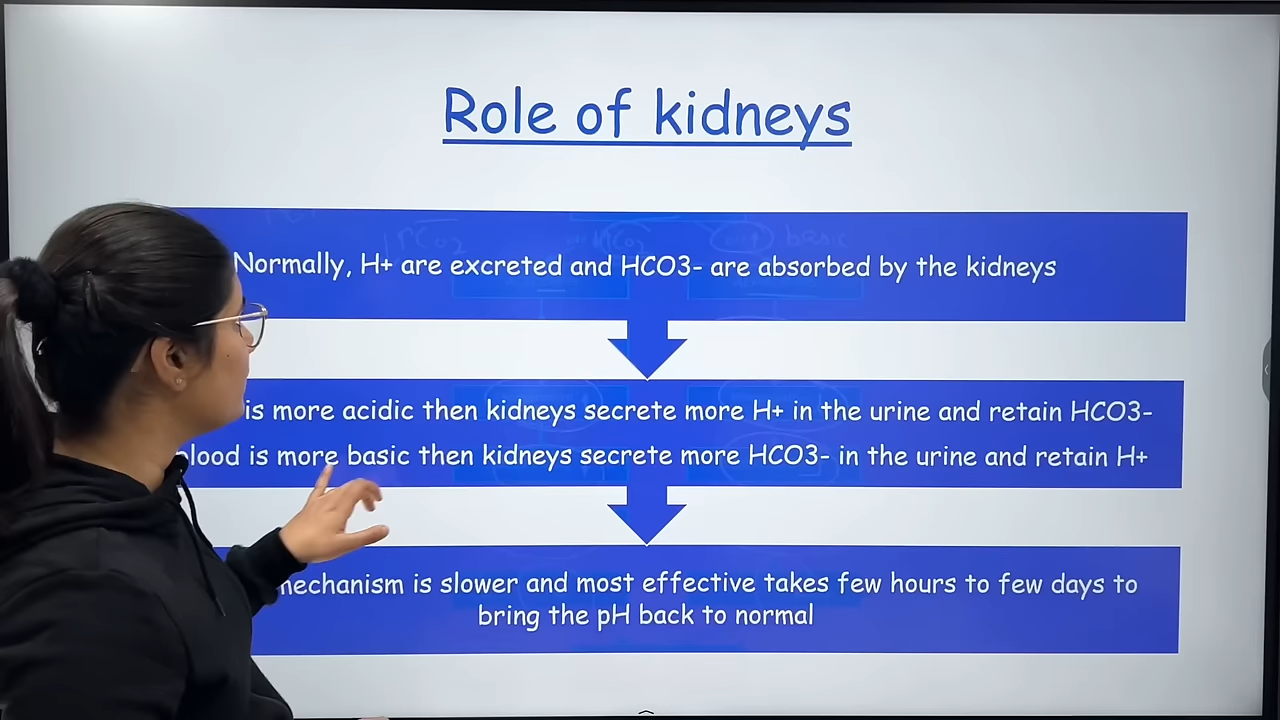 Role of kidneys
Normally, H+ are excreted and HCO3- are absorbed by the kidneys
is more acidic then kidneys secrete more H+ in the urine and retain HCO3-
blood is more basic then kidneys secrete more HCO3- in the urine and retain H+
mechanism is slower and most effective takes few hours to few days to
bring the pH back to normal